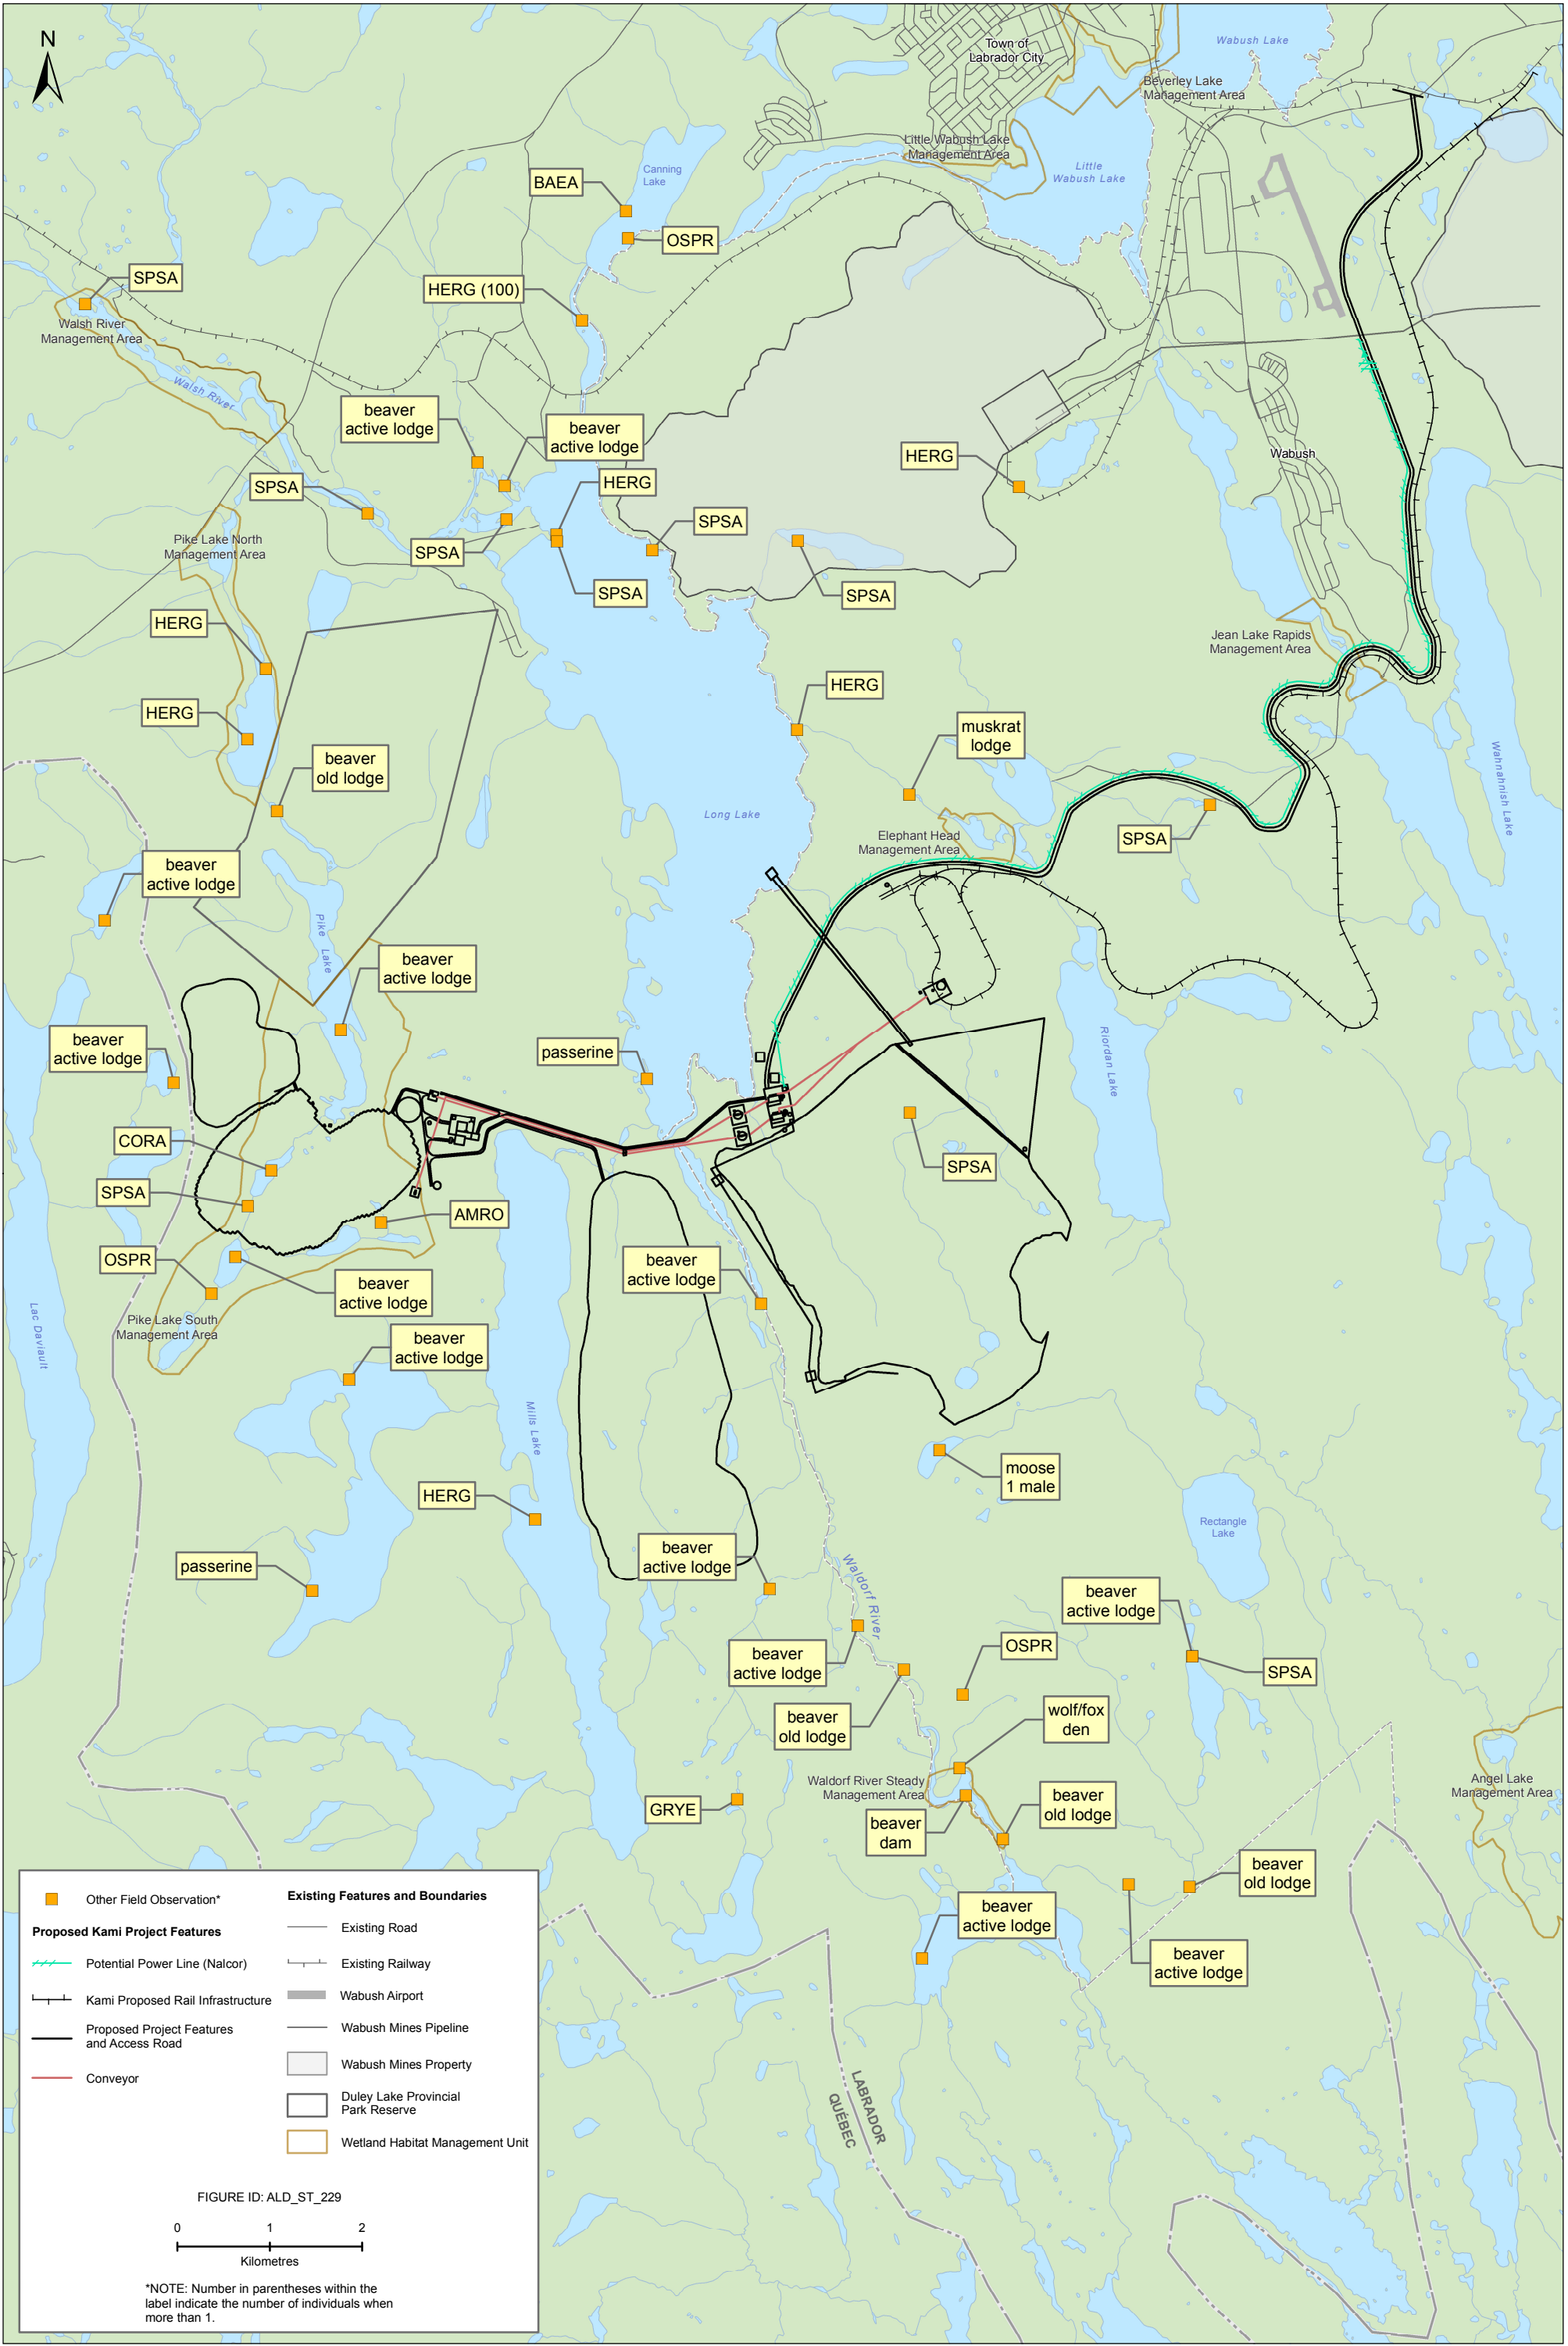 N
Town of
Labrador City
Wabush Lake
Beverley Lake
Management Area
Little Wabush Lake
Management Area
Little
Wabush Lake
Canning
Lake
BAEA
OSPR
SPSA
HERG (100)
Walsh River
Management Area
Walsh River
beaver
active lodge
beaver
active lodge
HERG
Wabush
HERG
SPSA
SPSA
SPSA
SPSA
SPSA
Pike Lake North
Management Area
HERG
Jean Lake Rapids
Management Area
HERG
HERG
muskrat
lodge
beaver
old lodge
Wahnahnish Lake
Long Lake
Elephant Head
Management Area
SPSA
beaver
active lodge
Pike Lake
beaver
active lodge
beaver
active lodge
passerine
Riordan Lake
CORA
SPSA
SPSA
AMRO
OSPR
beaver
active lodge
beaver
active lodge
Pike Lake South
Management Area
Lac Daviault
beaver
active lodge
Mills Lake
moose
1 male
HERG
Rectangle
Lake
beaver
active lodge
passerine
Waldorf River
beaver
active lodge
beaver
active lodge
OSPR
SPSA
beaver
old lodge
wolf/fox
den
Waldorf River Steady
Management Area
Angel Lake
Management Area
GRYE
beaver
dam
beaver
old lodge
beaver
old lodge
beaver
active lodge
beaver
active lodge
LABRADOR
QUÉBEC
Other Field Observation*
Proposed Kami Project Features
Potential Power Line (Nalcor)
Kami Proposed Rail Infrastructure
Proposed Project Features
and Access Road
Conveyor
Existing Features and Boundaries
Existing Road
Existing Railway
Wabush Airport
Wabush Mines Pipeline
Wabush Mines Property
Duley Lake Provincial
Park Reserve
Wetland Habitat Management Unit
FIGURE ID: ALD_ST_229
0 1 2
Kilometres
*NOTE: Number in parentheses within the
label indicate the number of individuals when
more than 1.